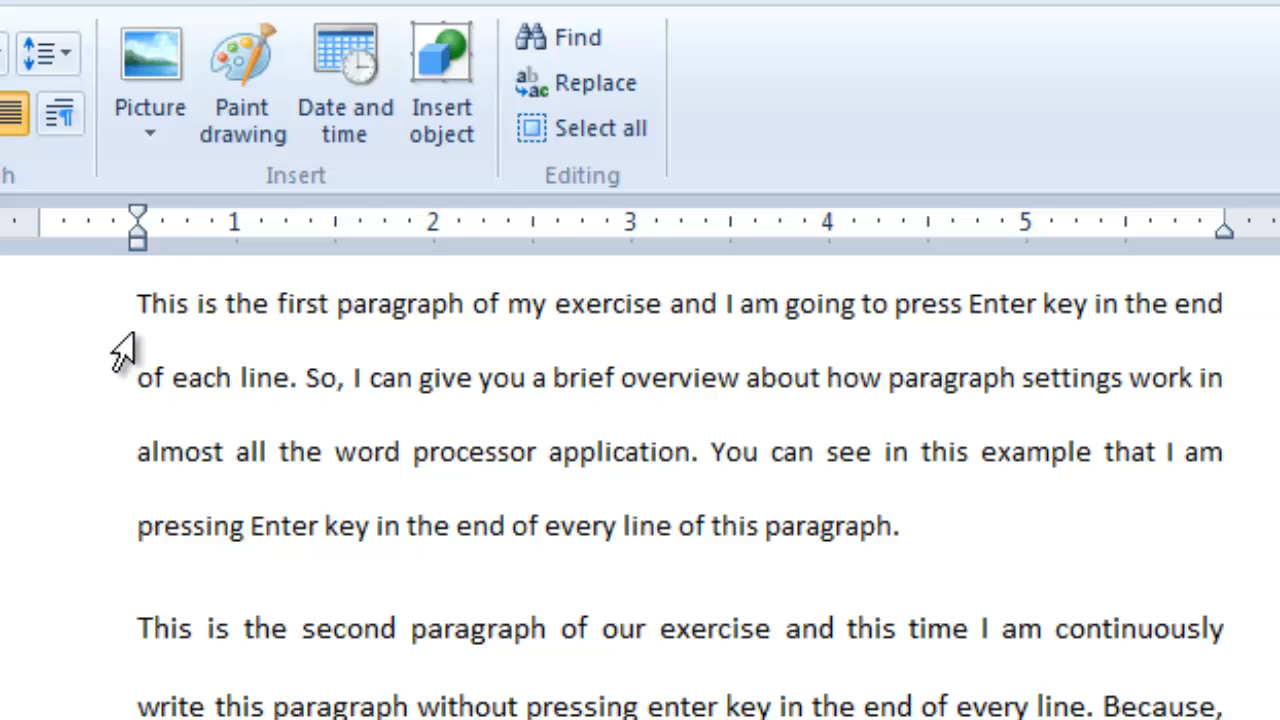 Picture
Paint
drawing
Date and
time
Insert
object
Find
ab
ac
Replace
Select all
h
Insert
Editing
1 2 3 4 5
This is the first paragraph of my exercise and I am going to press Enter key in the end
of each line. So, I can give you a brief overview about how paragraph settings work in
almost all the word processor application. You can see in this example that I am
pressing Enter key in the end of every line of this paragraph.
This is the second paragraph of our exercise and this time I am continuously
write this paragraph without pressing enter key in the end of every line. Because,